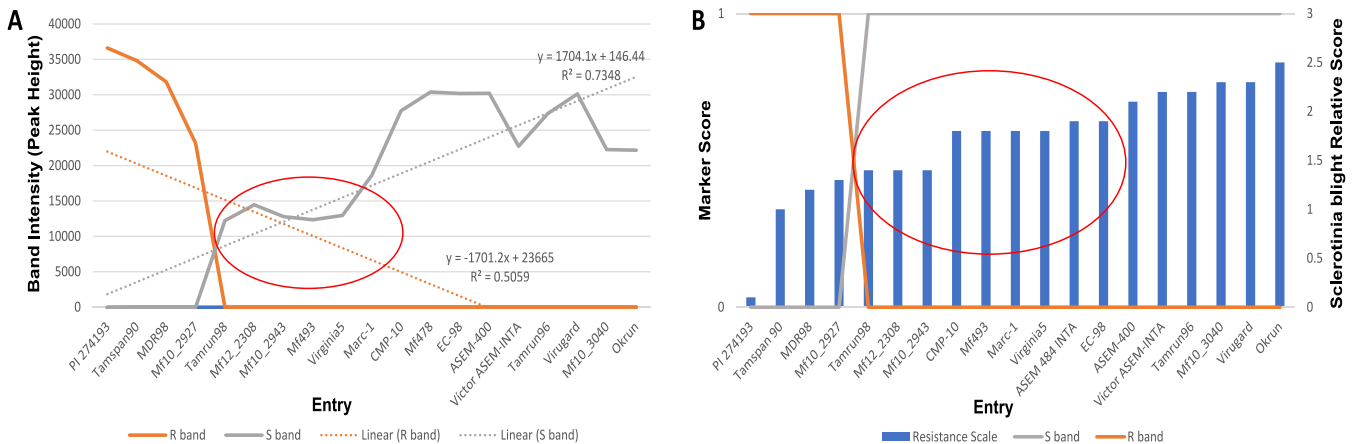 A
Band Intensity (Peak Height)
40000
35000
30000
25000
20000
15000
10000
5000
0
y = 1704.1x + 146.44
R² = 0.7348
y = -1701.2x + 23665
R² = 0.5059
PI 274193
Tamspan90
MDR98
Mf10_2927
Tamrun98
Mf12_2308
Mf10_2943
Mf493
Virginia5
Marc-1
CMP-10
Mf478
EC-98
ASEM-400
Victor ASEM-INTA
Tamrun96
Virugard
Mf10_3040
Okrun
Entry
R band
S band
Linear (R band)
Linear (S band)
B
Marker Score
1
0
3
2.5
2
1.5
1
0.5
0
Sclerotinia blight Relative Score
PI 274193
Tamspan 90
MDR98
Mf10_2927
Tamrun98
Mf12_2308
Mf10_2943
CMP-10
Mf493
Marc-1
Virginia5
ASEM 484 INTA
EC-98
ASEM-400
Victor ASEM-INTA
Tamrun96
Mf10_3040
Virugard
Okrun
Entry
Resistance Scale
S band
R band